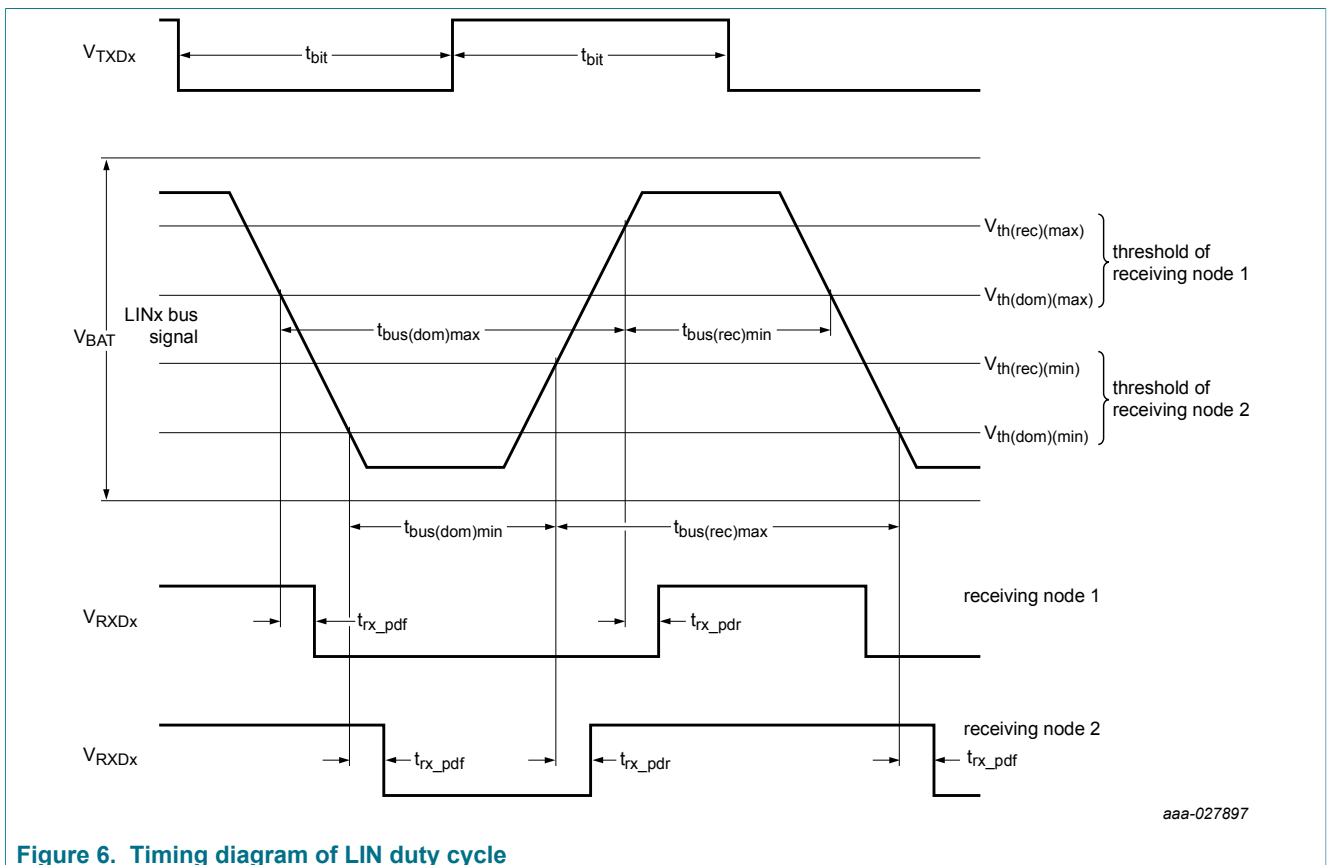 VTXDx
tbit
tbit
Vth(rec)(max)
threshold of
receiving node 1
Vth(dom)(max)
LINx bus
signal
VBAT
tbus(dom)max
tbus(rec)min
Vth(rec)(min)
threshold of
receiving node 2
Vth(dom)(min)
tbus(dom)min
tbus(rec)max
receiving node 1
VRXDx
trx_pdf
trx_pdr
receiving node 2
VRXDx
trx_pdf
trx_pdr
trx_pdf
aaa-027897
Figure 6. Timing diagram of LIN duty cycle